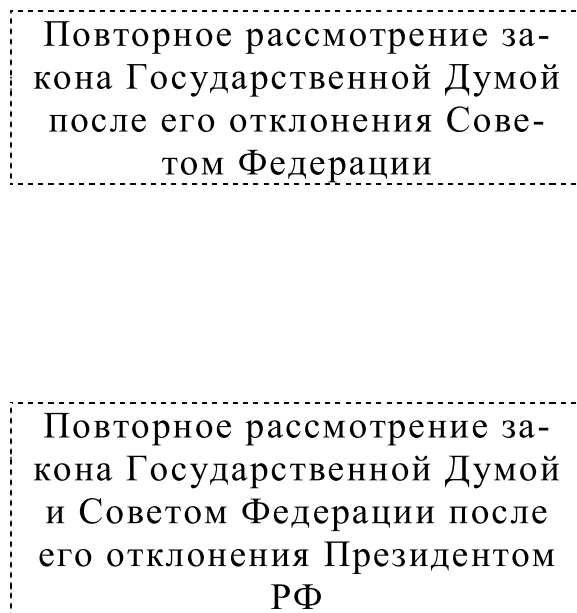 Повторное рассмотрение за-
кона Государственной Думой
после его отклонения Сове-
том Федерации
Повторное рассмотрение за-
кона Государственной Думой
и Советом Федерации после
его отклонения Президентом
РФ